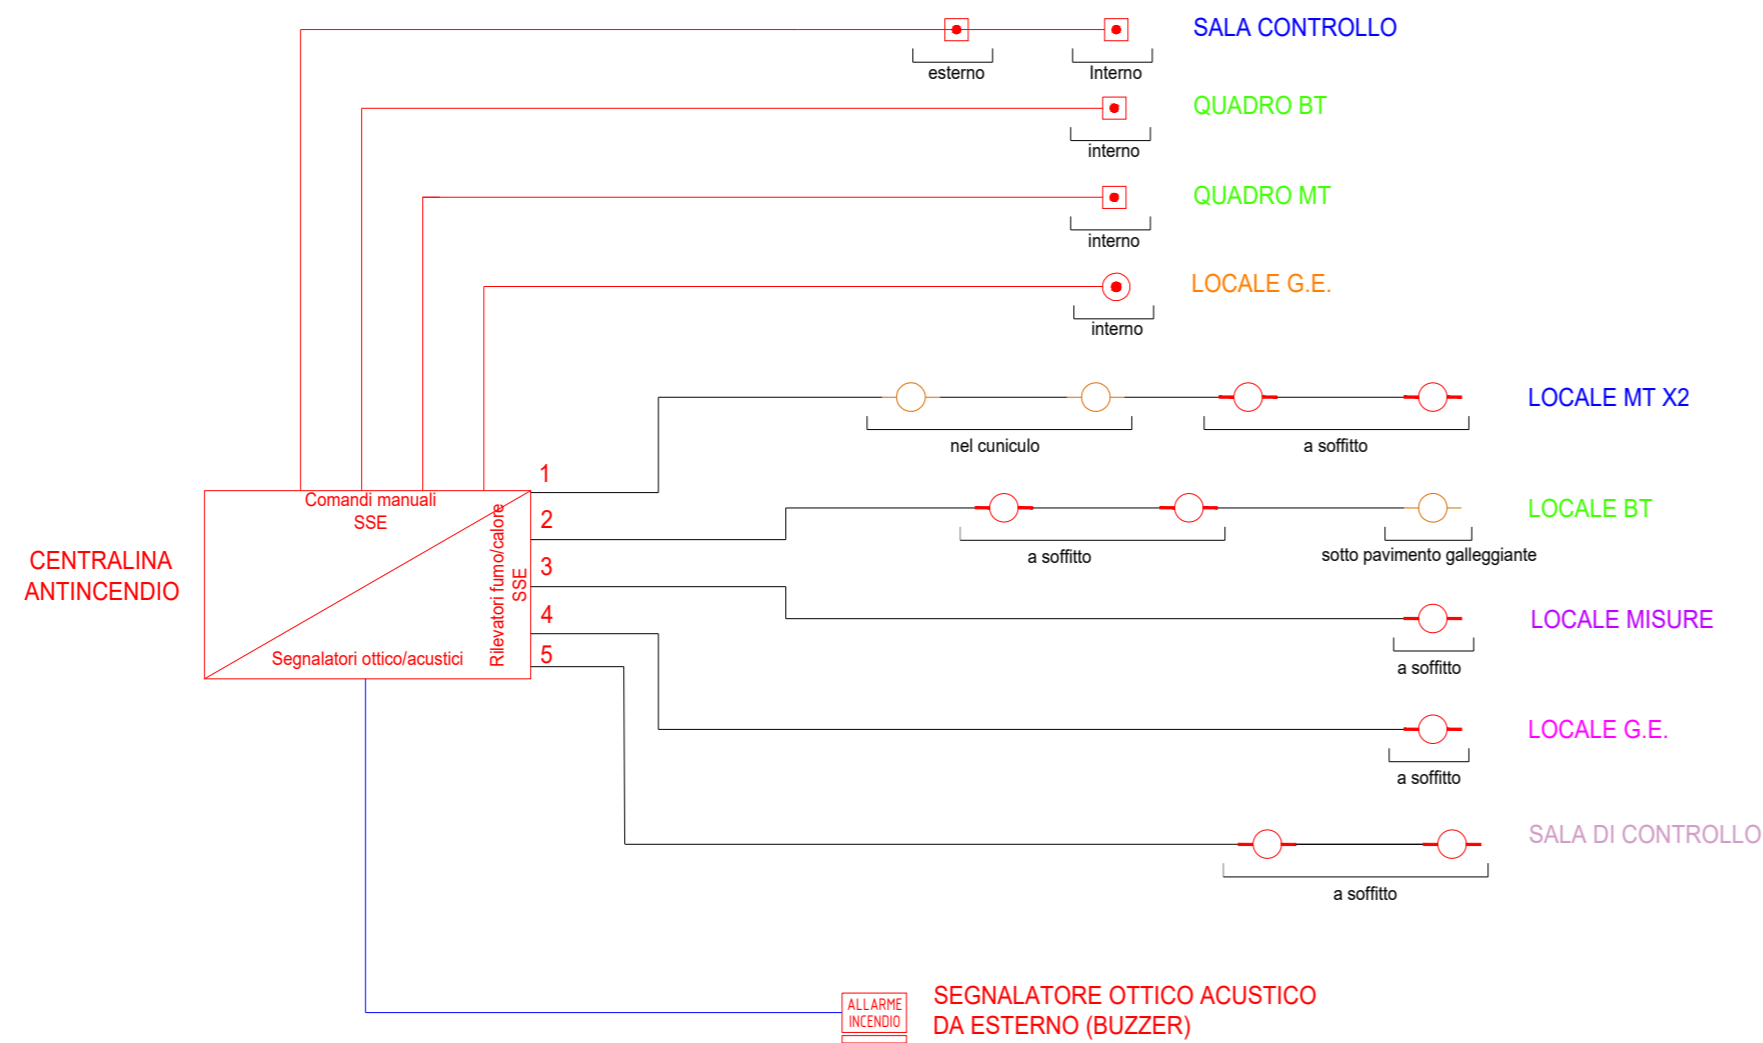 SALA CONTROLLO
esterno
Interno
QUADRO BT
interno
QUADRO MT
interno
LOCALE G.E.
interno
LOCALE MT X2
nel cuniculo
a soffitto
1
Comandi manuali
SSE
2
LOCALE BT
a soffitto
sotto pavimento galleggiante
CENTRALINA
ANTINCENDIO
Rilevatori fumo/calore
SSE
3
4
LOCALE MISURE
a soffitto
Segnalatori ottico/acustici
5
LOCALE G.E.
a soffitto
SALA DI CONTROLLO
a soffitto
ALLARME
INCENDIO
SEGNALATORE OTTICO ACUSTICO
DA ESTERNO (BUZZER)